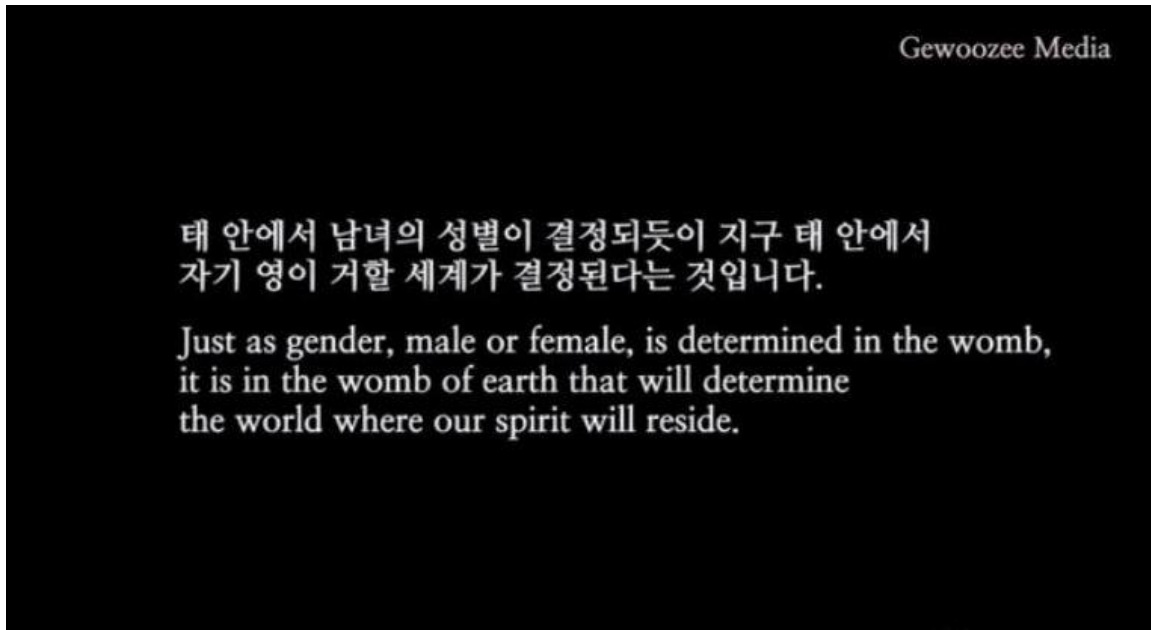 Gewoozee Media
태 안에서 남녀의 성별이 결정되듯이 지구 태 안에서
자기 영이 거할 세계가 결정된다는 것입니다.
Just as gender, male or female, is determined in the womb,
it is in the womb of earth that will determine
the world where our spirit will reside.